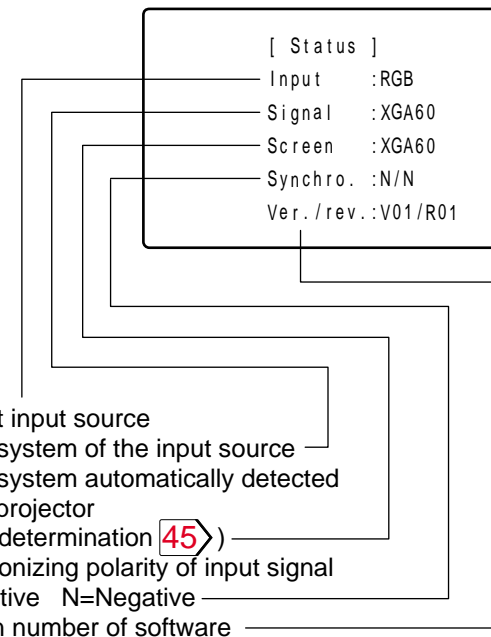 [ Status ]
Input :RGB
Signal :XGA60
Screen :XGA60
Synchro. :N/N
Ver./rev.:V01/R01
t input source
system of the input source
system automatically detected
projector
determination 45)
onizing polarity of input signal
tive N=Negative
n number of software